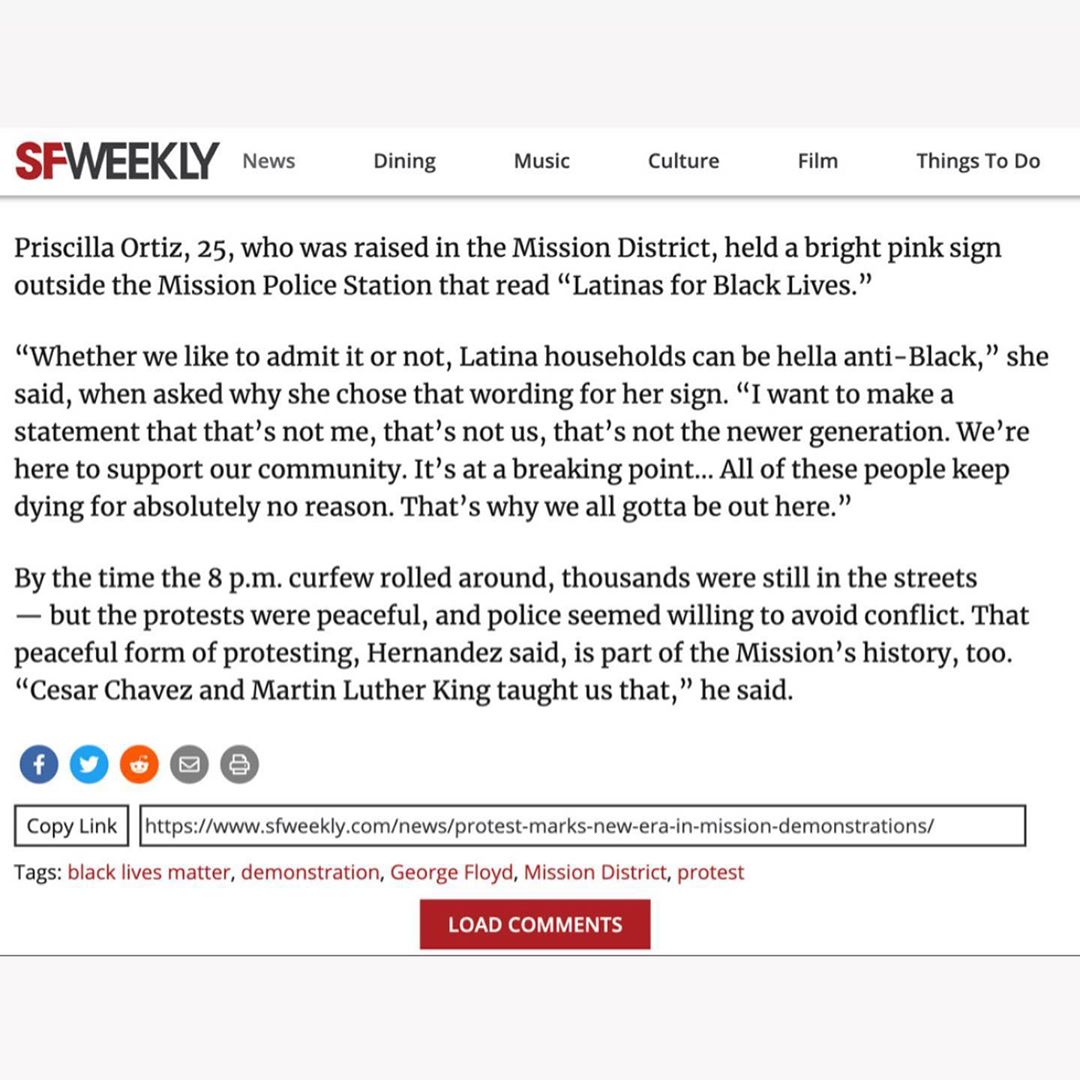 SFWEEKLY News Dining Music Culture Film Things To Do
Priscilla Ortiz, 25, who was raised in the Mission District, held a bright pink sign
outside the Mission Police Station that read “Latinas for Black Lives.”
“Whether we like to admit it or not, Latina households can be hella anti-Black,” she
said, when asked why she chose that wording for her sign. “I want to make a
statement that that’s not me, that’s not us, that’s not the newer generation. We’re
here to support our community. It’s at a breaking point... All of these people keep
dying for absolutely no reason. That’s why we all gotta be out here.”
By the time the 8 p.m. curfew rolled around, thousands were still in the streets
— but the protests were peaceful, and police seemed willing to avoid conflict. That
peaceful form of protesting, Hernandez said, is part of the Mission’s history, too.
“Cesar Chavez and Martin Luther King taught us that,” he said.
Copy Link https://www.sfweekly.com/news/protest-marks-new-era-in-mission-demonstrations/
Tags: black lives matter, demonstration, George Floyd, Mission District, protest
LOAD COMMENTS